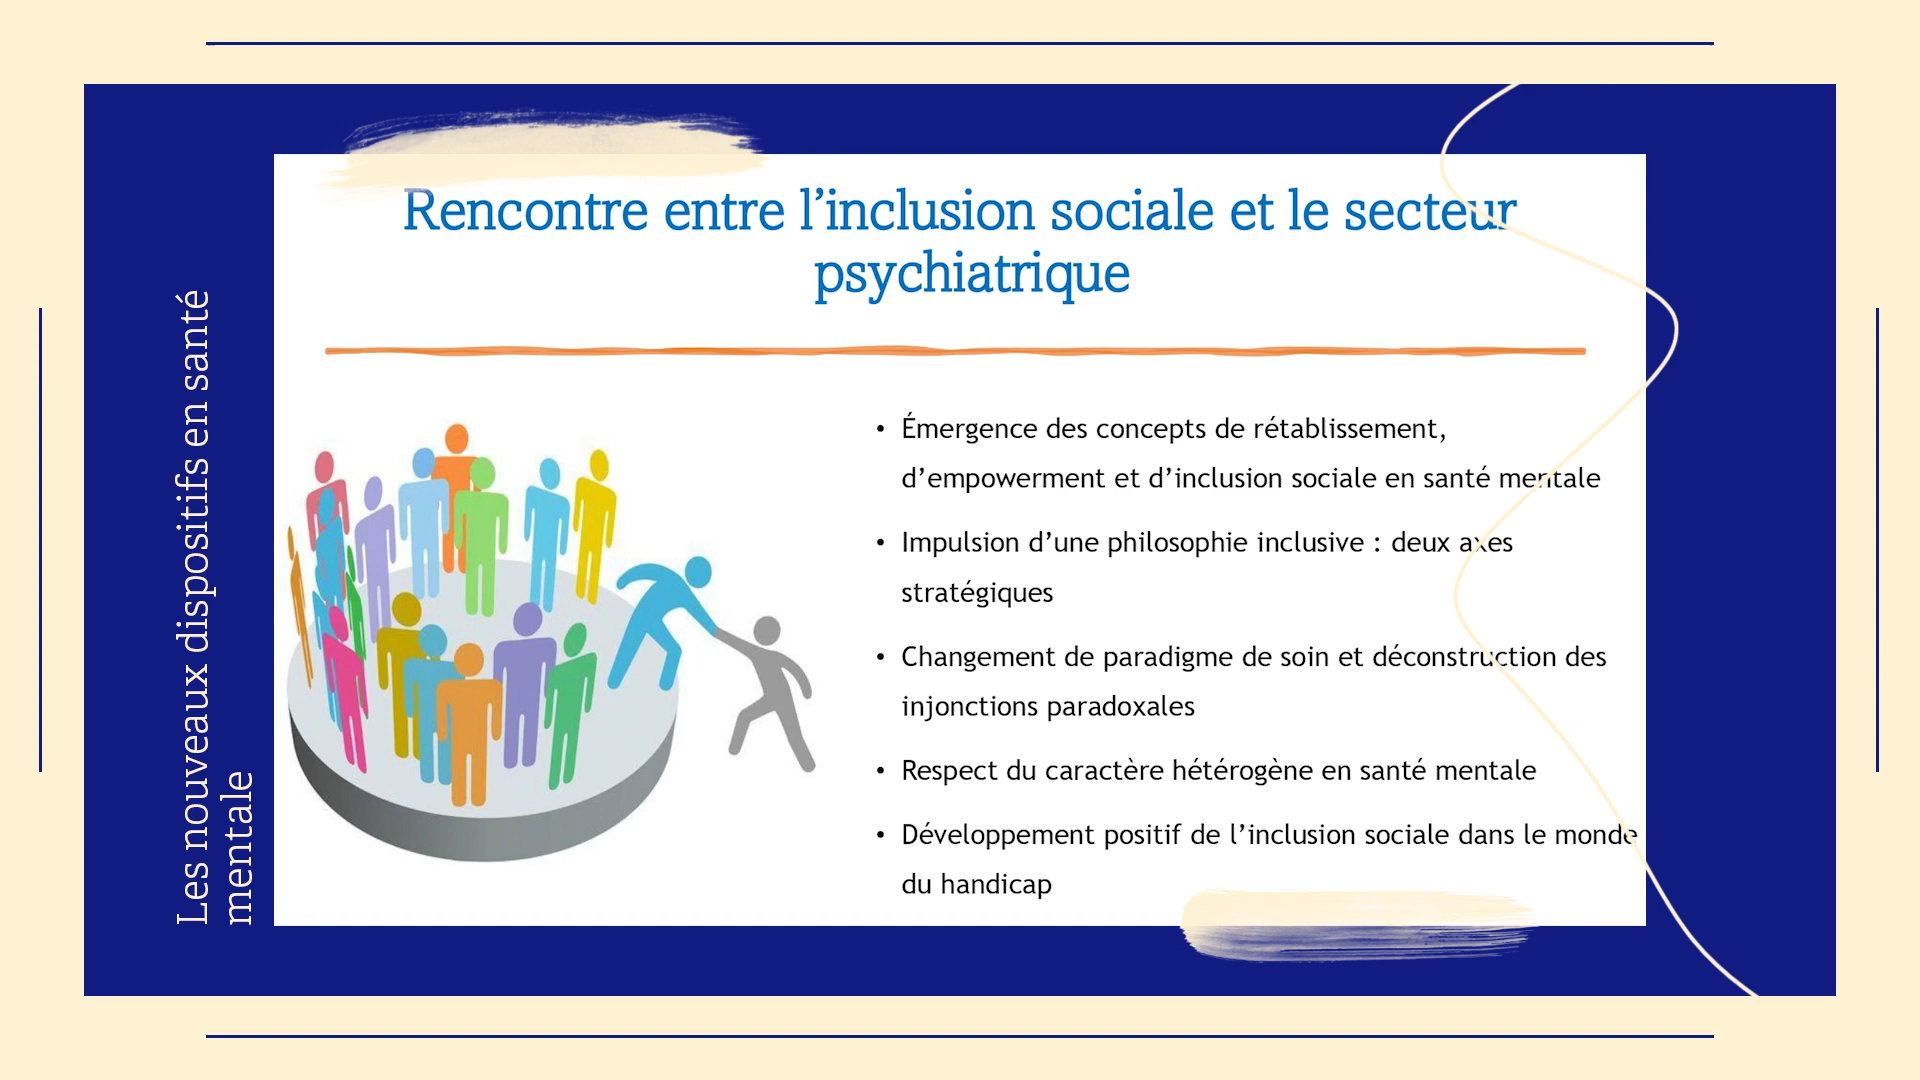 Les nouveaux dispositifs en santé
mentale
Rencontre entre l’inclusion sociale et le secteur
psychiatrique
• Émergence des concepts de rétablissement,
d’empowerment et d’inclusion sociale en santé mentale
• Impulsion d’une philosophie inclusive : deux axes
stratégiques
• Changement de paradigme de soin et déconstruction des
injonctions paradoxales
• Respect du caractère hétérogène en santé mentale
• Développement positif de l’inclusion sociale dans le monde
du handicap